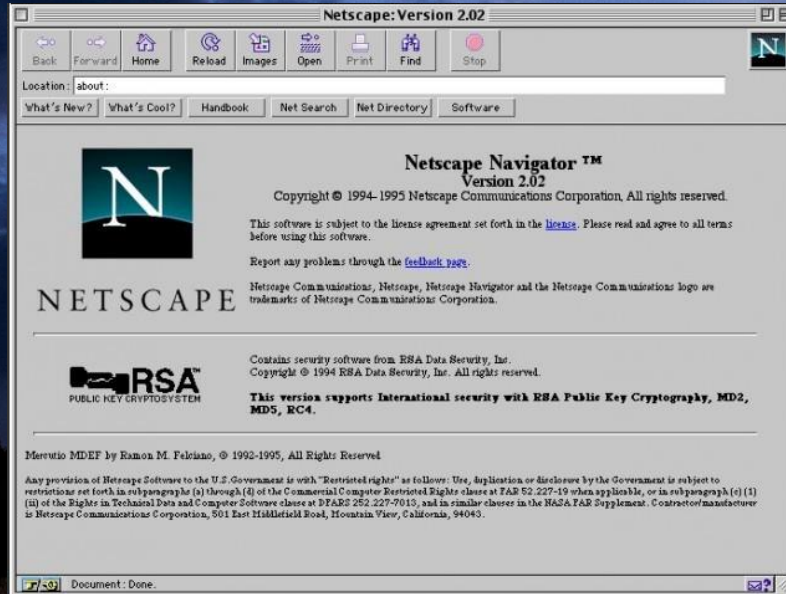 Netscape: Version 2.02
Back Forward Home Reload Images Open Print Find Stop
N
Location: about:
What's New? What's Cool? Handbook Net Search Net Directory Software
N
NETSCAPE
Netscape Navigator ™
Version 2.02
Copyright © 1994-1995 Netscape Communications Corporation, All rights reserved.
This software is subject to the license agreement set forth in the license. Please read and agree to all terms
before using this software.
Report any problems through the feedback page.
Netscape Communications, Netscape, Netscape Navigator and the Netscape Communications logo are
trademarks of Netscape Communications Corporation.
RSA™
PUBLIC KEY CRYPTOSYSTEM
Contains security software from RSA Data Security, Inc.
Copyright © 1994 RSA Data Security, Inc. All rights reserved.
This version supports International security with RSA Public Key Cryptography, MD2,
MD5, RC4.
Mercutio MDEF by Ramon M. Felciano, © 1992-1995, All Rights Reserved
Any provision of Netscape Software to the U.S.Government is with "Restricted rights" as follows: Use, duplication or disclosure by the Government is subject to
restrictions set forth in subparagraphs (a) through (d) of the Commercial Computer Restricted Rights clause at FAR 52.227-19 when applicable, or in subparagraph (c) (1)
(ii) of the Rights in Technical Data and Computer Software clause at DFARS 252.227-7013, and in similar clauses in the NASA FAR Supplement. Contractor/manufacturer
is Netscape Communications Corporation, 501 East Middlefield Road, Mountain View, California, 94043.
Document: Done.
?